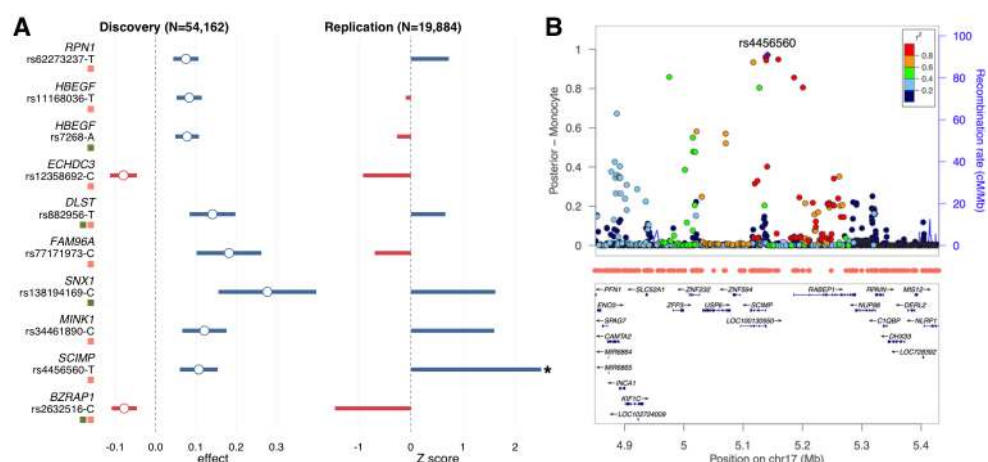 A
Discovery (N=54,162)
Replication (N=19,884)
RPN1
rs62273237-T
HBEGF
rs11168036-T
HBEGF
rs7268-A
ECHDC3
rs12358692-C
DLST
rs882956-T
FAM96A
rs77171973-C
SNX1
rs138194169-C
MINK1
rs34461890-C
SCIMP
rs4456560-T
*
BZRAP1
rs2632516-C
-0.1 0.0 0.1 0.2 0.3
effect
-1 0 1 2
Z score
B
rs4456560
r²
0.8
0.6
0.4
0.2
Posterior – Monocyte
1
0.8
0.6
0.4
0.2
0
Recombination rate (cM/Mb)
100
80
60
40
20
0
←PFN1 ←SLC52A1 ←ZNF232 ←ZNF594 RABEP1→ RPAIN→ MIS12→
ENO3→ ZFP3→ USP6→ ←SCIMP ←NUP88 ←DERL2
←SPAG7 LOC100130950→ ←C1QBP ←NLRP1
←CAMTA2 ←DHX33
←MIR6864 ←LOC728392
←MIR6865
←INCA1
KIF1C→
←LOC102724009
4.9 5 5.1 5.2 5.3 5.4
Position on chr17 (Mb)